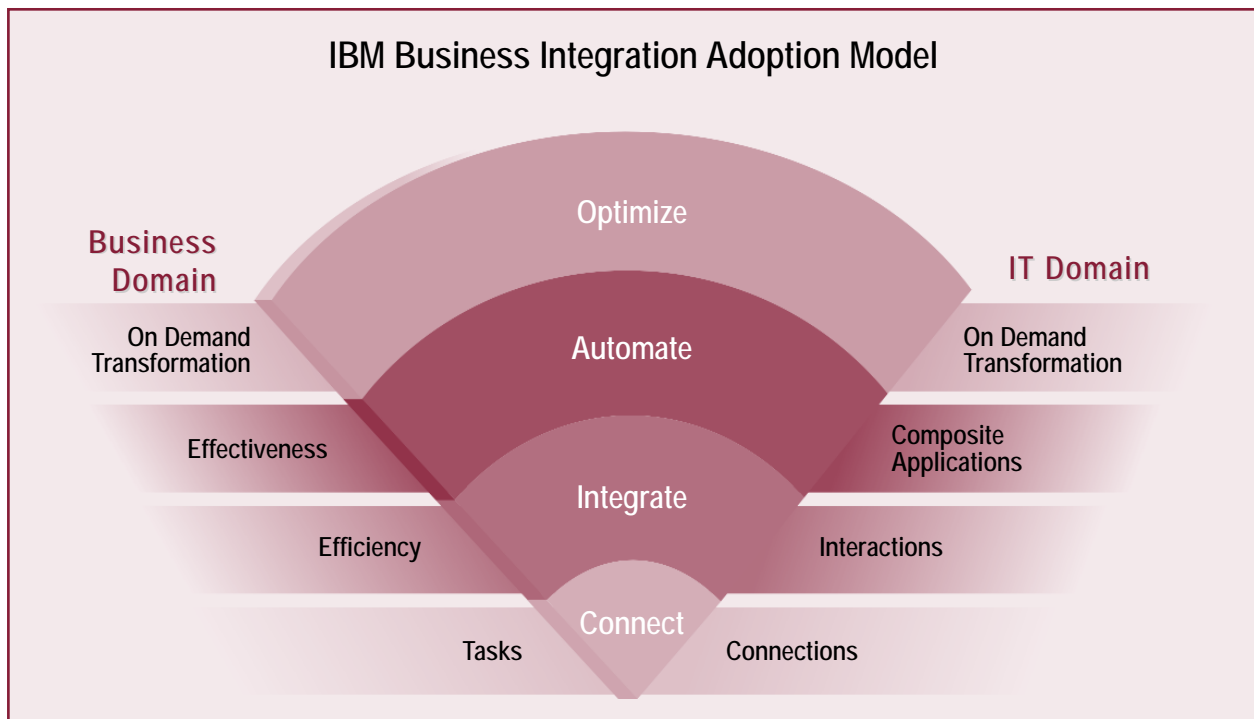 IBM Business Integration Adoption Model
Optimize
Business
Domain
IT Domain
On Demand
Transformation
Automate
On Demand
Transformation
Effectiveness
Composite
Applications
Integrate
Efficiency
Interactions
Connect
Tasks
Connections